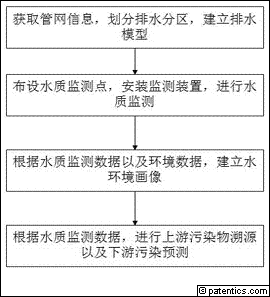 获取管网信息，划分排水分区，建立排水
模型
布设水质监测点，安装监测装置，进行水
质监测
根据水质监测数据以及环境数据，建立水
环境画像
根据水质监测数据，进行上游污染物溯源
以及下游污染预测
© patentics.com